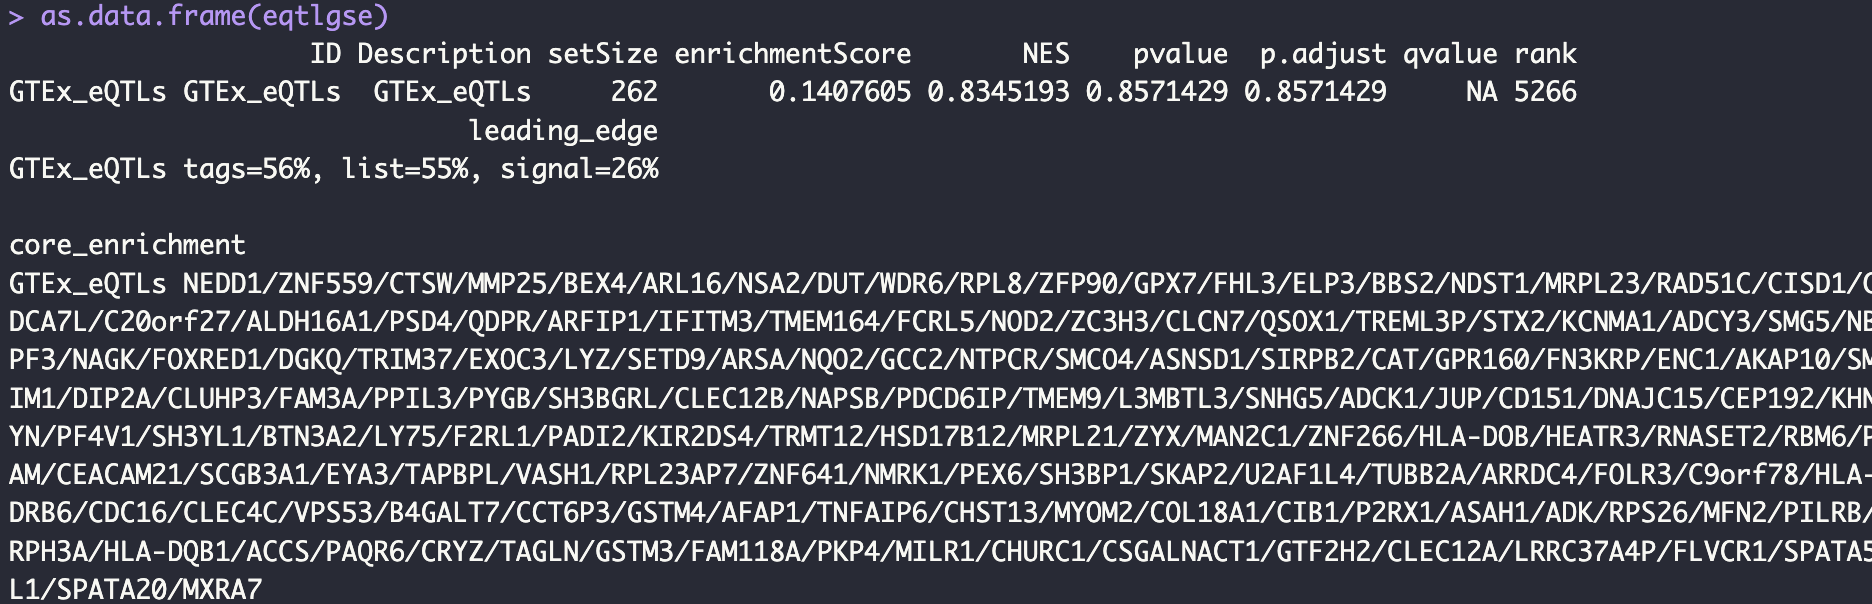 > as.data.frame(eqtlgse)
ID Description setSize enrichmentScore NES pvalue p.adjust qvalue rank
GTEx_eQTLs GTEx_eQTLs GTEx_eQTLs 262 0.1407605 0.8345193 0.8571429 0.8571429 NA 5266
leading_edge
GTEx_eQTLs tags=56%, list=55%, signal=26%
core_enrichment
GTEx_eQTLs NEDD1/ZNF559/CTSW/MMP25/BEX4/ARL16/NSA2/DUT/WDR6/RPL8/ZFP90/GPX7/FHL3/ELP3/BBS2/NDST1/MRPL23/RAD51C/CISD1/C
DCA7L/C20orf27/ALDH16A1/PSD4/QDPR/ARFIP1/IFITM3/TMEM164/FCRL5/NOD2/ZC3H3/CLCN7/QSOX1/TREML3P/STX2/KCNMA1/ADCY3/SMG5/NB
PF3/NAGK/FOXRED1/DGKQ/TRIM37/EXOC3/LYZ/SETD9/ARSA/NQO2/GCC2/NTPCR/SMCO4/ASNSD1/SIRPB2/CAT/GPR160/FN3KRP/ENC1/AKAP10/SM
IM1/DIP2A/CLUHP3/FAM3A/PPIL3/PYGB/SH3BGRL/CLEC12B/NAPSB/PDCD6IP/TMEM9/L3MBTL3/SNHG5/ADCK1/JUP/CD151/DNAJC15/CEP192/KHN
YN/PF4V1/SH3YL1/BTN3A2/LY75/F2RL1/PADI2/KIR2DS4/TRMT12/HSD17B12/MRPL21/ZYX/MAN2C1/ZNF266/HLA-DOB/HEATR3/RNASET2/RBM6/P
AM/CEACAM21/SCGB3A1/EYA3/TAPBPL/VASH1/RPL23AP7/ZNF641/NMRK1/PEX6/SH3BP1/SKAP2/U2AF1L4/TUBB2A/ARRDC4/FOLR3/C9orf78/HLA-
DRB6/CDC16/CLEC4C/VPS53/B4GALT7/CCT6P3/GSTM4/AFAP1/TNFAIP6/CHST13/MYOM2/COL18A1/CIB1/P2RX1/ASAH1/ADK/RPS26/MFN2/PILRB/
RPH3A/HLA-DQB1/ACCS/PAQR6/CRYZ/TAGLN/GSTM3/FAM118A/PKP4/MILR1/CHURC1/CSGALNACT1/GTF2H2/CLEC12A/LRRC37A4P/FLVCR1/SPATA5
L1/SPATA20/MXRA7